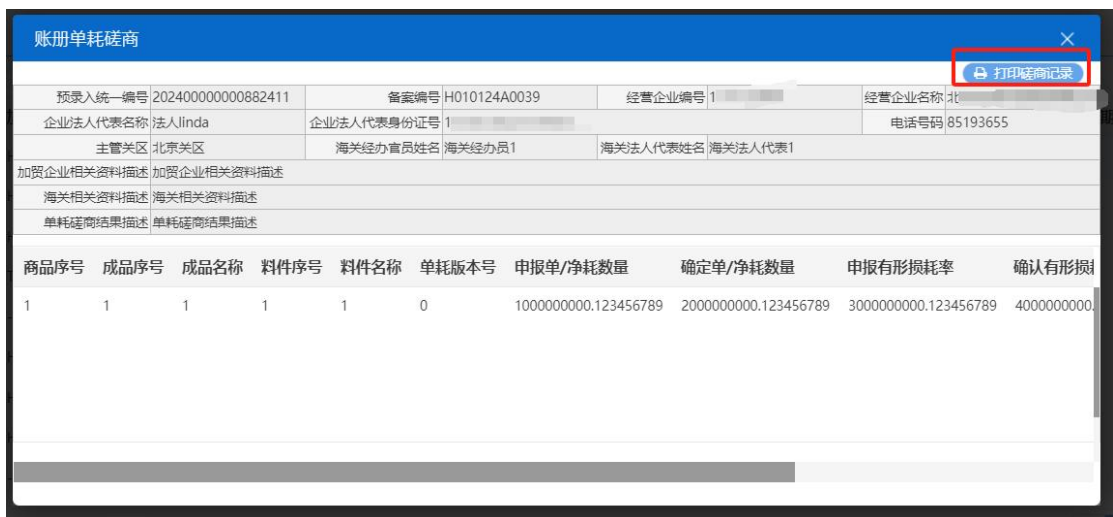 账册单耗磋商
打印磋商记录
预录入统一编号 202400000000882411 备案编号 H010124A0039 经营企业编号 1 经营企业名称 北
企业法人代表名称 法人linda 企业法人代表身份证号 1 电话号码 85193655
主管关区 北京关区 海关经办官员姓名 海关经办员1 海关法人代表姓名 海关法人代表1
加贸企业相关资料描述 加贸企业相关资料描述
海关相关资料描述 海关相关资料描述
单耗磋商结果描述 单耗磋商结果描述
商品序号 成品序号 成品名称 料件序号 料件名称 单耗版本号 申报单/净耗数量 确定单/净耗数量 申报有形损耗率 确认有形损
1 1 1 1 1 0 1000000000.123456789 2000000000.123456789 3000000000.123456789 4000000000.